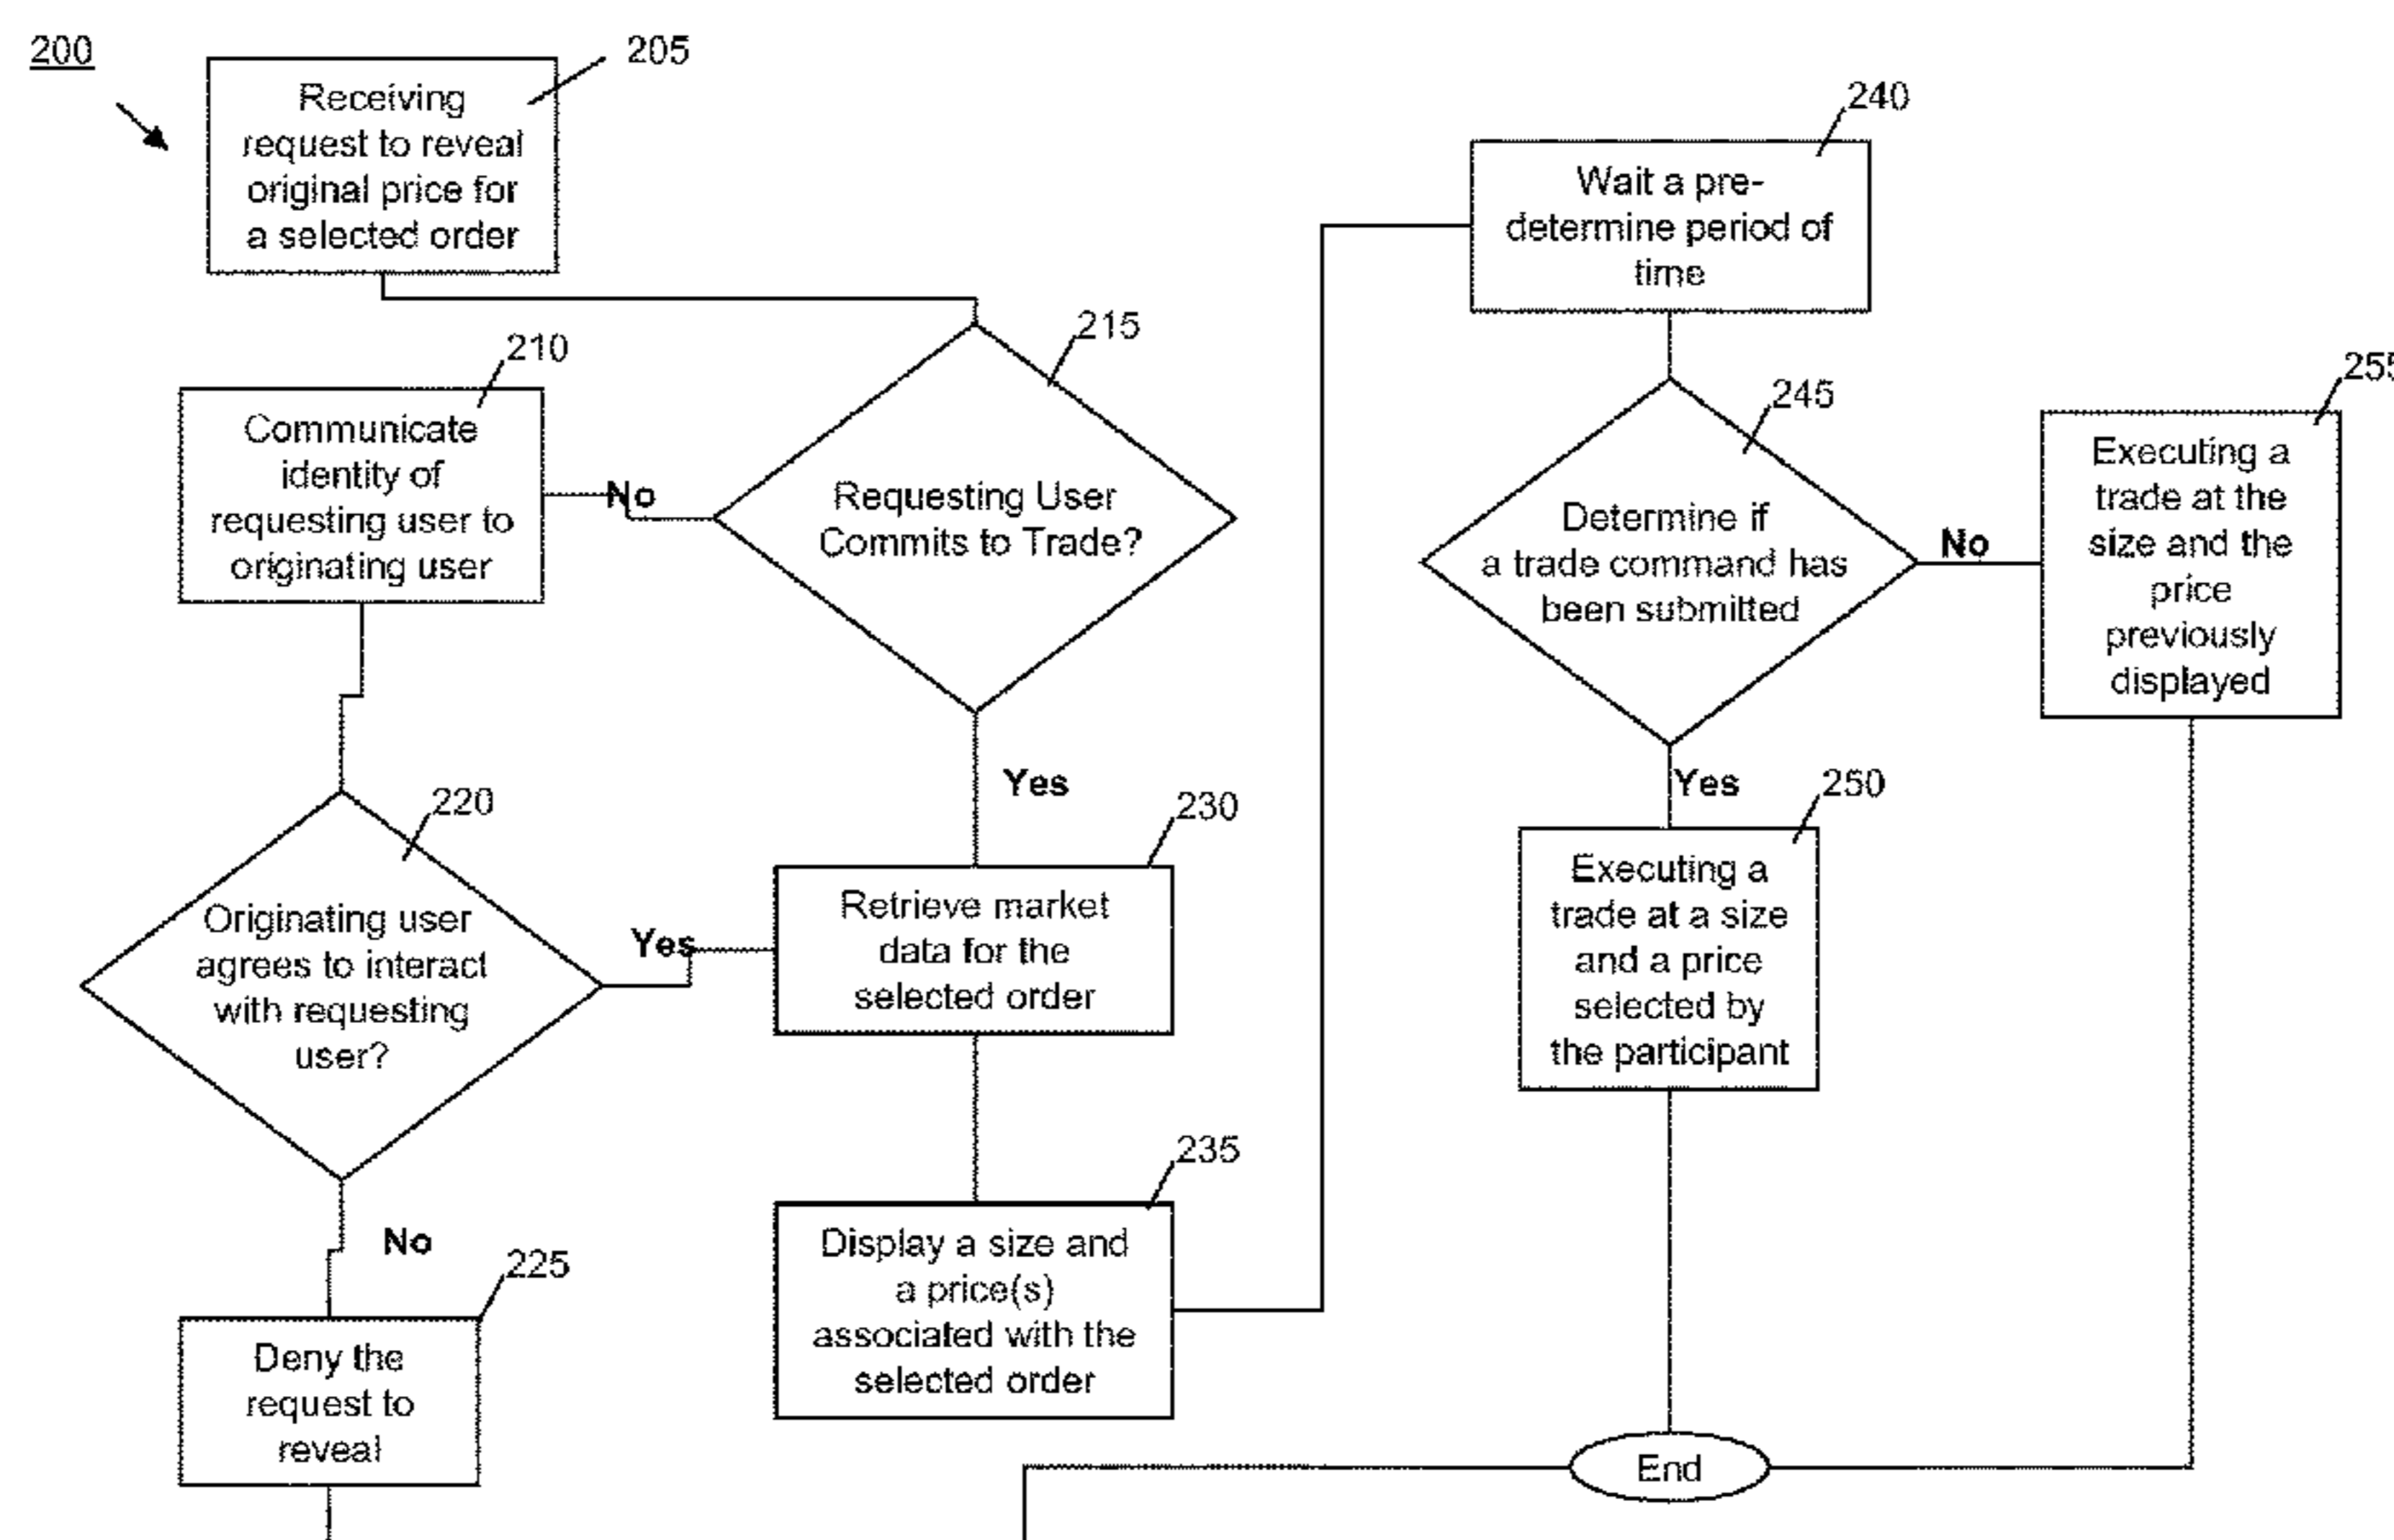 200
205
Receiving
request to reveal
original price for
a selected order
210
Communicate
identity of
requesting user to
originating user
215
Requesting User
Commits to Trade?
No
Yes
220
Originating user
agrees to interact
with requesting
user?
Yes
No
225
Deny the
request to
reveal
230
Retrieve market
data for the
selected order
235
Display a size and
a price(s)
associated with the
selected order
240
Wait a pre-
determine period of
time
245
Determine if
a trade command has
been submitted
No
Yes
250
Executing a
trade at a size
and a price
selected by
the participant
255
Executing a
trade at the
size and the
price
previously
displayed
End